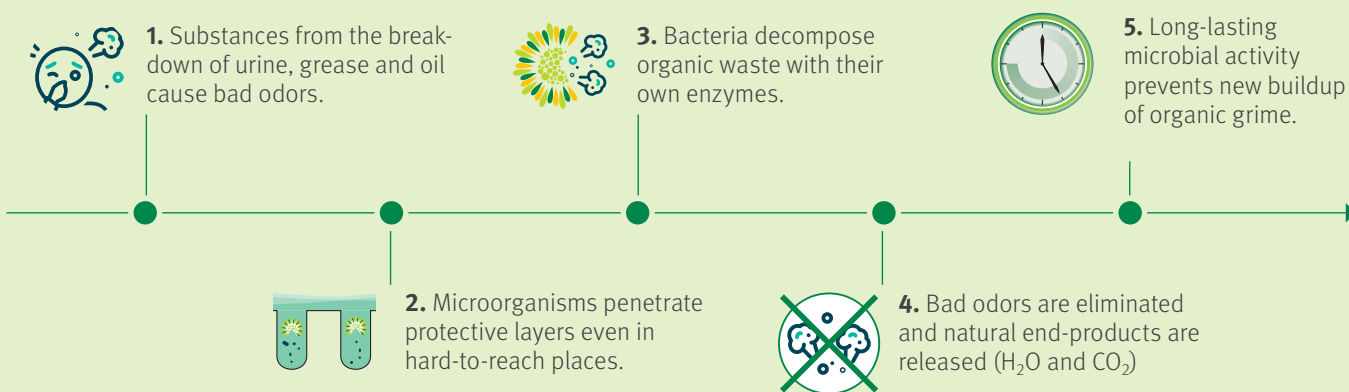 1. Substances from the break-
down of urine, grease and oil
cause bad odors.
2. Microorganisms penetrate
protective layers even in
hard-to-reach places.
3. Bacteria decompose
organic waste with their
own enzymes.
4. Bad odors are eliminated
and natural end-products are
released (H₂O and CO₂)
5. Long-lasting
microbial activity
prevents new buildup
of organic grime.